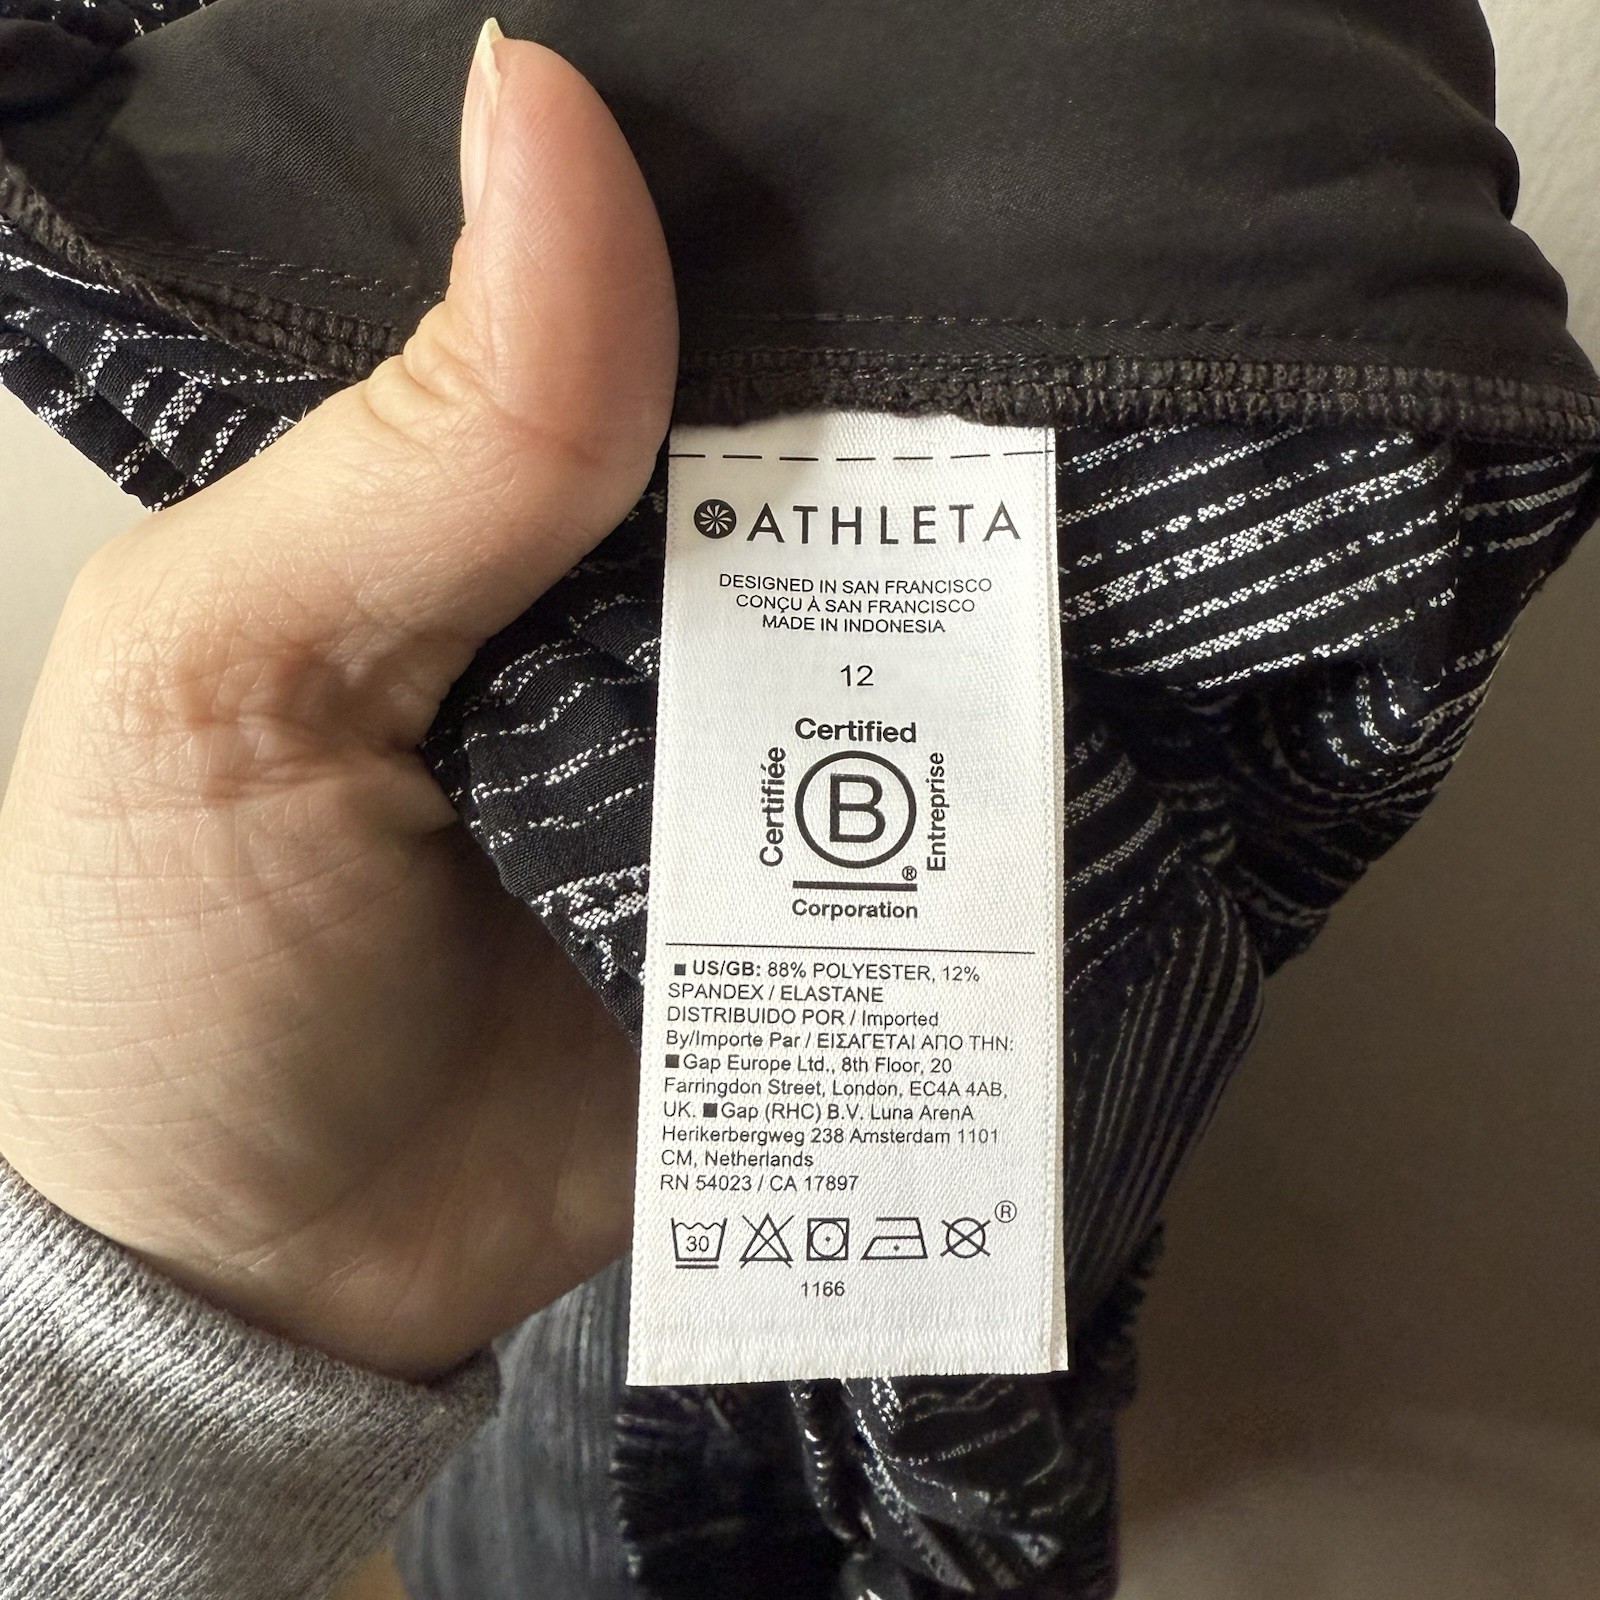 ATHLETA
DESIGNED IN SAN FRANCISCO
CONÇU À SAN FRANCISCO
MADE IN INDONESIA
12
Certified
Certifiée
B
Entreprise
®
Corporation
US/GB: 88% POLYESTER, 12%
SPANDEX / ELASTANE
DISTRIBUIDO POR / Imported
By/Importe Par / ΕΙΣΑΓΕΤΑΙ ΑΠΟ ΤΗΝ:
Gap Europe Ltd., 8th Floor, 20
Farringdon Street, London, EC4A 4AB,
UK. Gap (RHC) B.V. Luna ArenA
Herikerbergweg 238 Amsterdam 1101
CM, Netherlands
RN 54023 / CA 17897
30 ®
1166